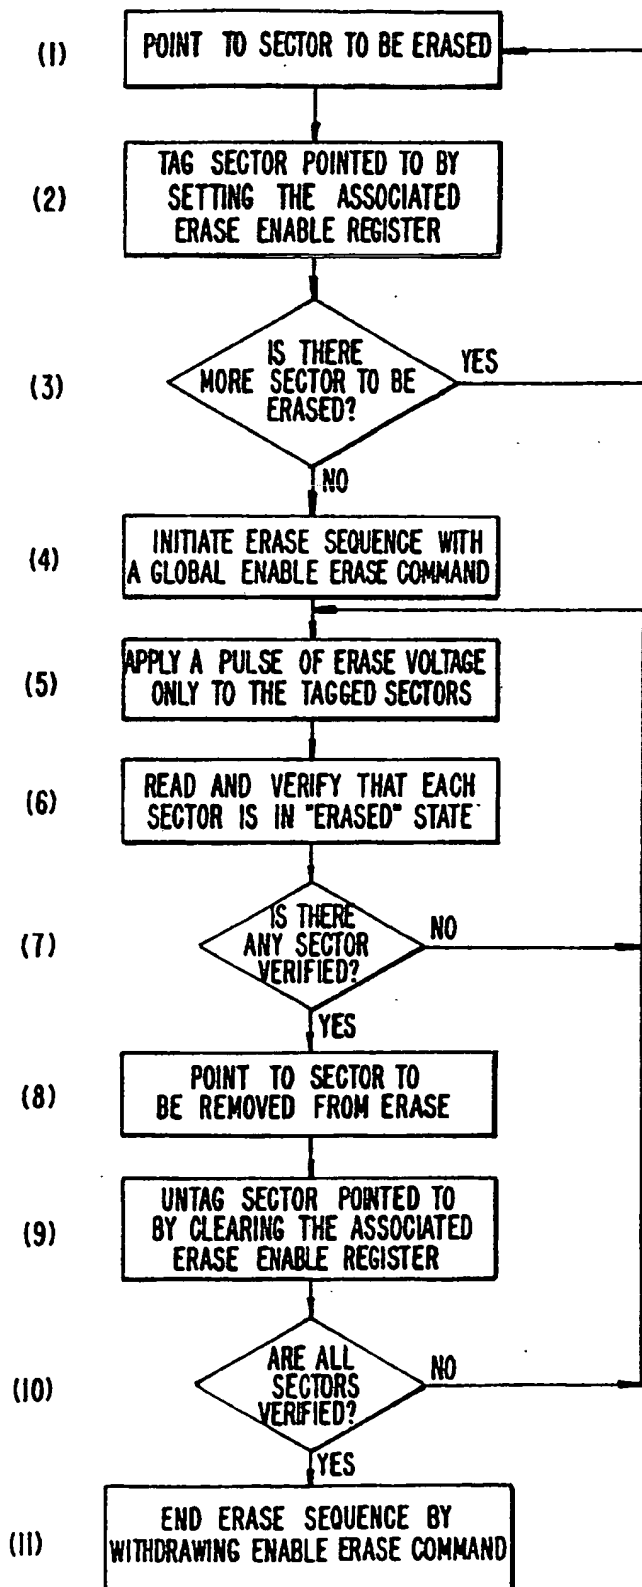 (1)
POINT TO SECTOR TO BE ERASED
(2)
TAG SECTOR POINTED TO BY
SETTING THE ASSOCIATED
ERASE ENABLE REGISTER
(3)
IS THERE
MORE SECTOR TO BE
ERASED?
YES
NO
(4)
INITIATE ERASE SEQUENCE WITH
A GLOBAL ENABLE ERASE COMMAND
(5)
APPLY A PULSE OF ERASE VOLTAGE
ONLY TO THE TAGGED SECTORS
(6)
READ AND VERIFY THAT EACH
SECTOR IS IN "ERASED" STATE
(7)
IS THERE
ANY SECTOR
VERIFIED?
NO
YES
(8)
POINT TO SECTOR TO
BE REMOVED FROM ERASE
(9)
UNTAG SECTOR POINTED TO
BY CLEARING THE ASSOCIATED
ERASE ENABLE REGISTER
(10)
ARE ALL
SECTORS
VERIFIED?
NO
YES
(11)
END ERASE SEQUENCE BY
WITHDRAWING ENABLE ERASE COMMAND